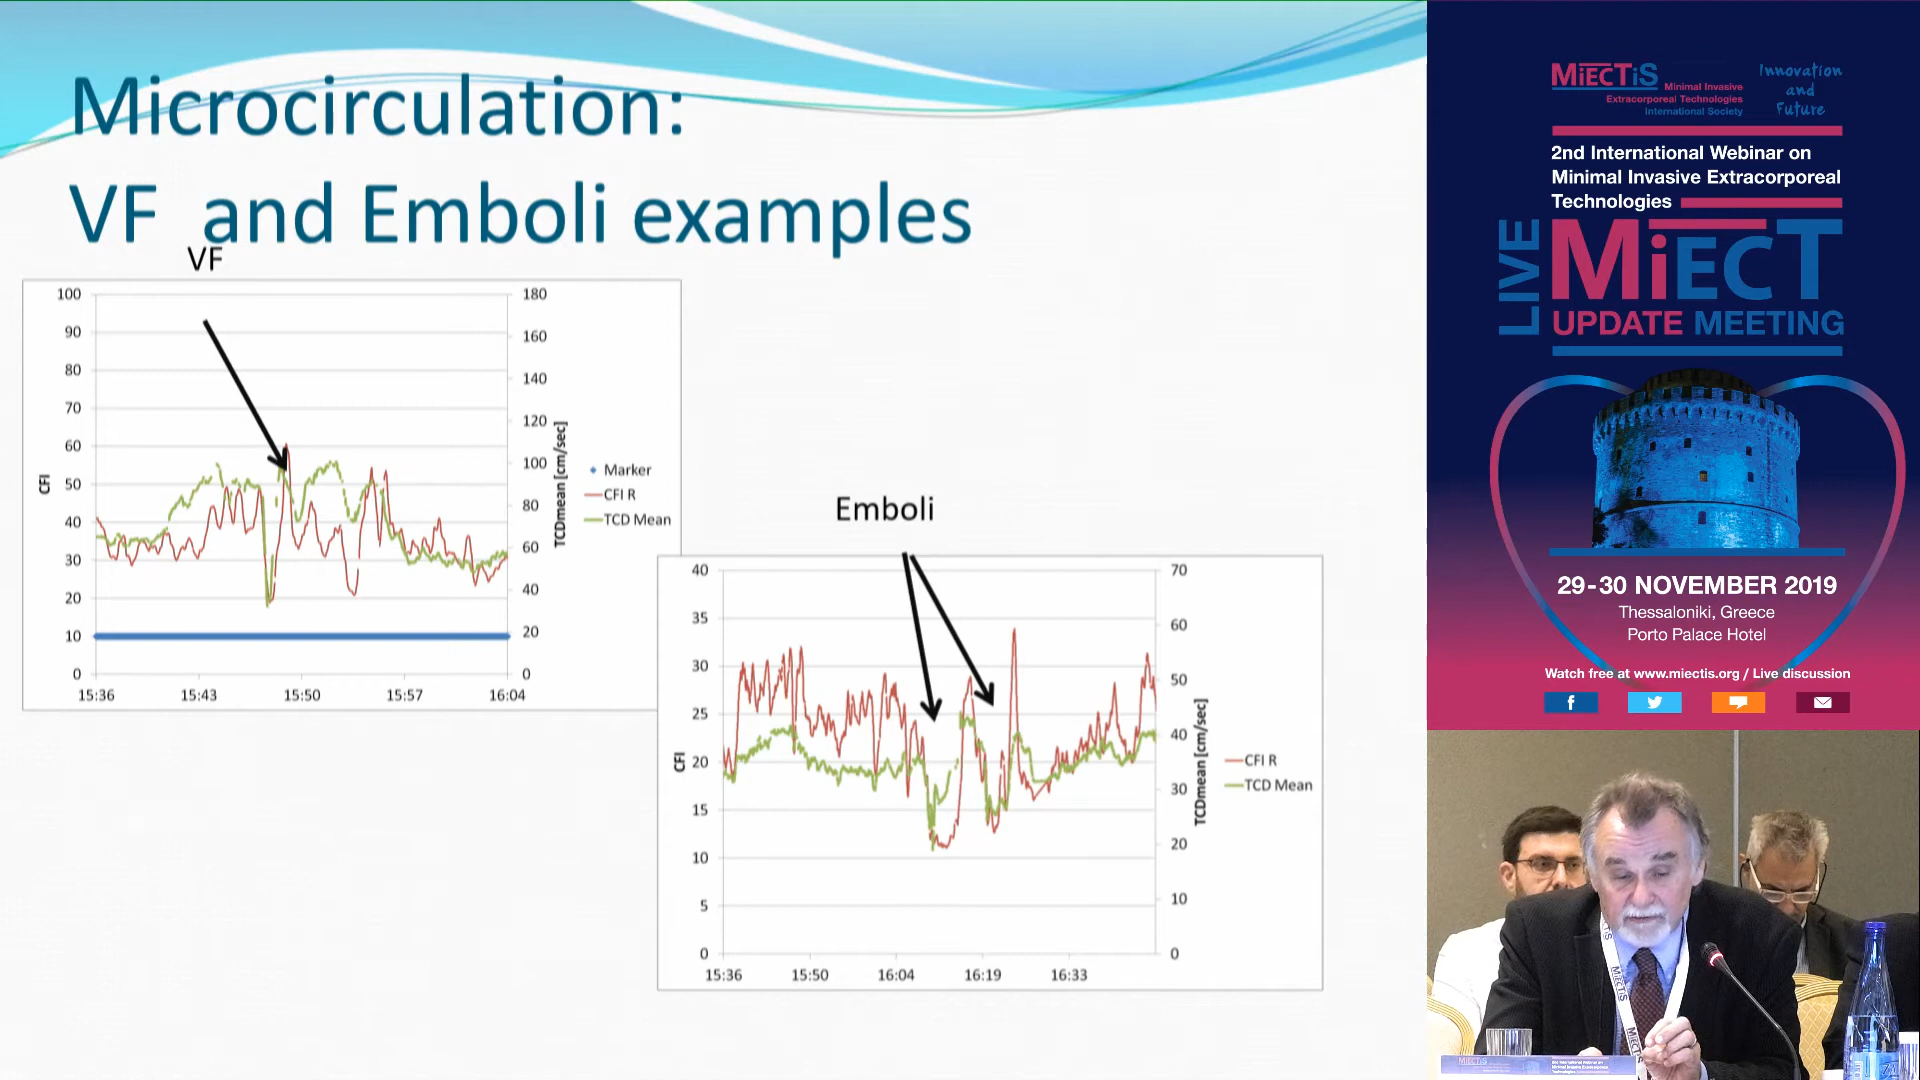 Microcirculation:
VF and Emboli examples
VF
100
90
80
70
60
50
40
30
20
10
0
CFI
180
160
140
120
100
80
60
40
20
0
TCDmean [cm/sec]
15:36
15:43
15:50
15:57
16:04
Marker
CFI R
TCD Mean
Emboli
40
35
30
25
20
15
10
5
0
CFI
70
60
50
40
30
20
10
0
TCDmean [cm/sec]
15:36
15:50
16:04
16:19
16:33
CFI R
TCD Mean
MiECTiS
Minimal Invasive
Extracorporeal Technologies
International Society
Innovation
and
Future
2nd International Webinar on
Minimal Invasive Extracorporeal
Technologies
LIVE
MiECT
UPDATE MEETING
29-30 NOVEMBER 2019
Thessaloniki, Greece
Porto Palace Hotel
Watch free at www.miectis.org / Live discussion
f
MiECTiS
MiECTiS
MiECTiS